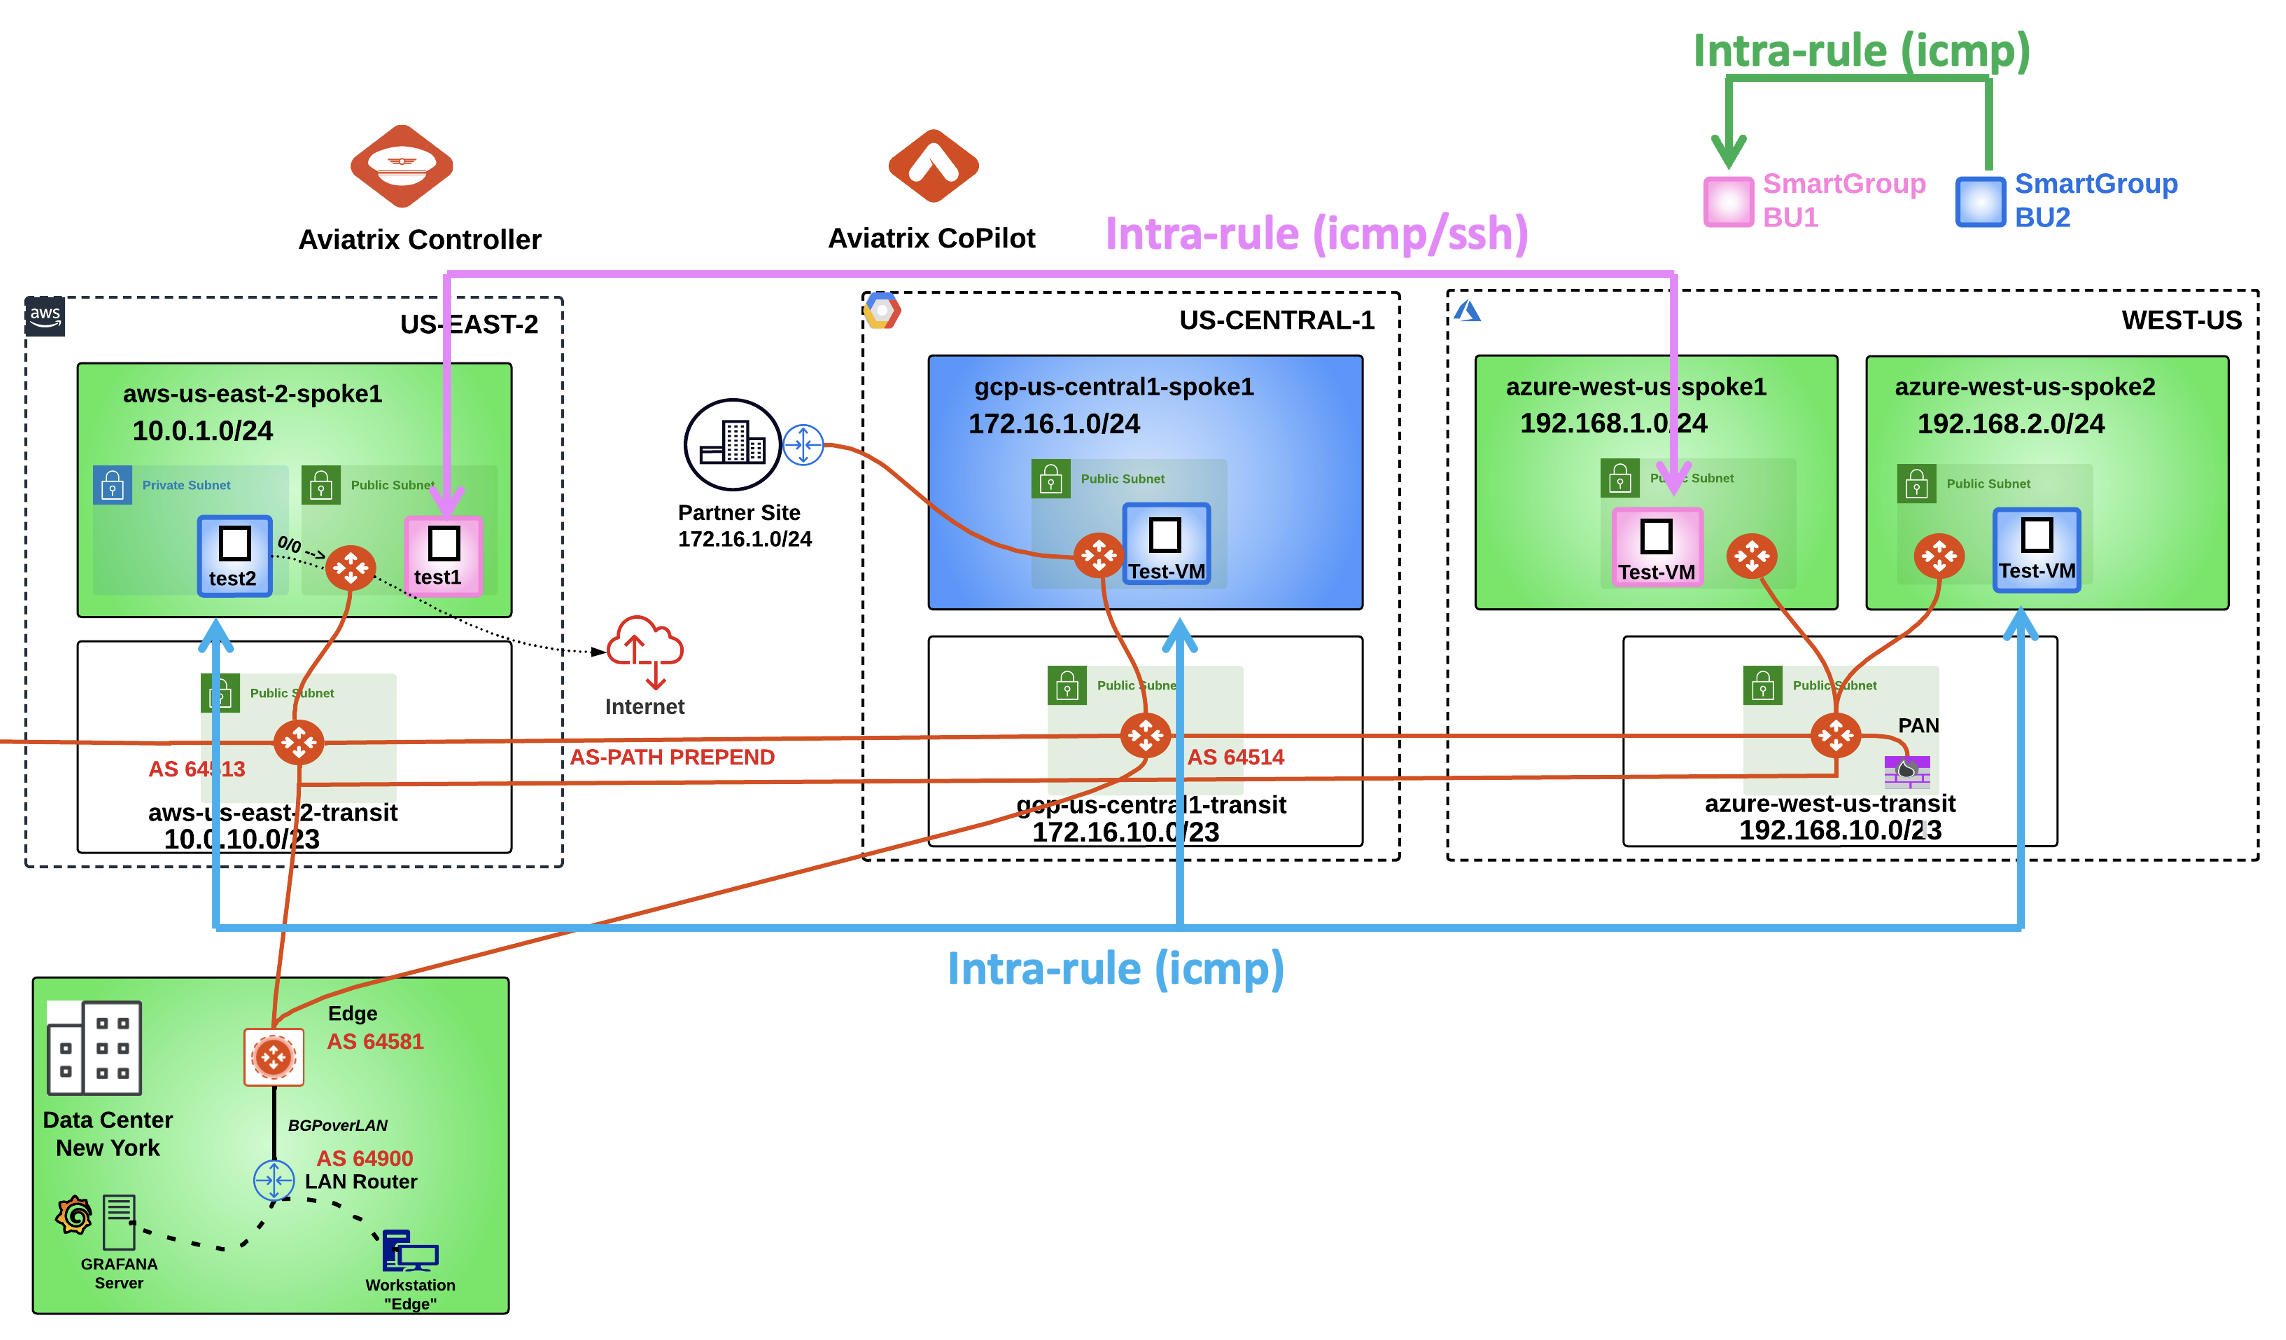 Intra-rule (icmp)
SmartGroup
BU1
SmartGroup
BU2
Aviatrix Controller
Aviatrix CoPilot
Intra-rule (icmp/ssh)
aws
US-EAST-2
US-CENTRAL-1
WEST-US
aws-us-east-2-spoke1
10.0.1.0/24
Private Subnet
Public Subnet
test2
0/0 -->
test1
Partner Site
172.16.1.0/24
Internet
gcp-us-central1-spoke1
172.16.1.0/24
Public Subnet
Test-VM
azure-west-us-spoke1
192.168.1.0/24
Public Subnet
Test-VM
azure-west-us-spoke2
192.168.2.0/24
Public Subnet
Test-VM
Public Subnet
AS 64513
aws-us-east-2-transit
10.0.10.0/23
AS-PATH PREPEND
Public Subne
AS 64514
gcp-us-central1-transit
172.16.10.0/23
Public Subnet
PAN
azure-west-us-transit
192.168.10.0/23
Intra-rule (icmp)
Edge
AS 64581
Data Center
New York
BGPoverLAN
AS 64900
LAN Router
GRAFANA
Server
Workstation
"Edge"